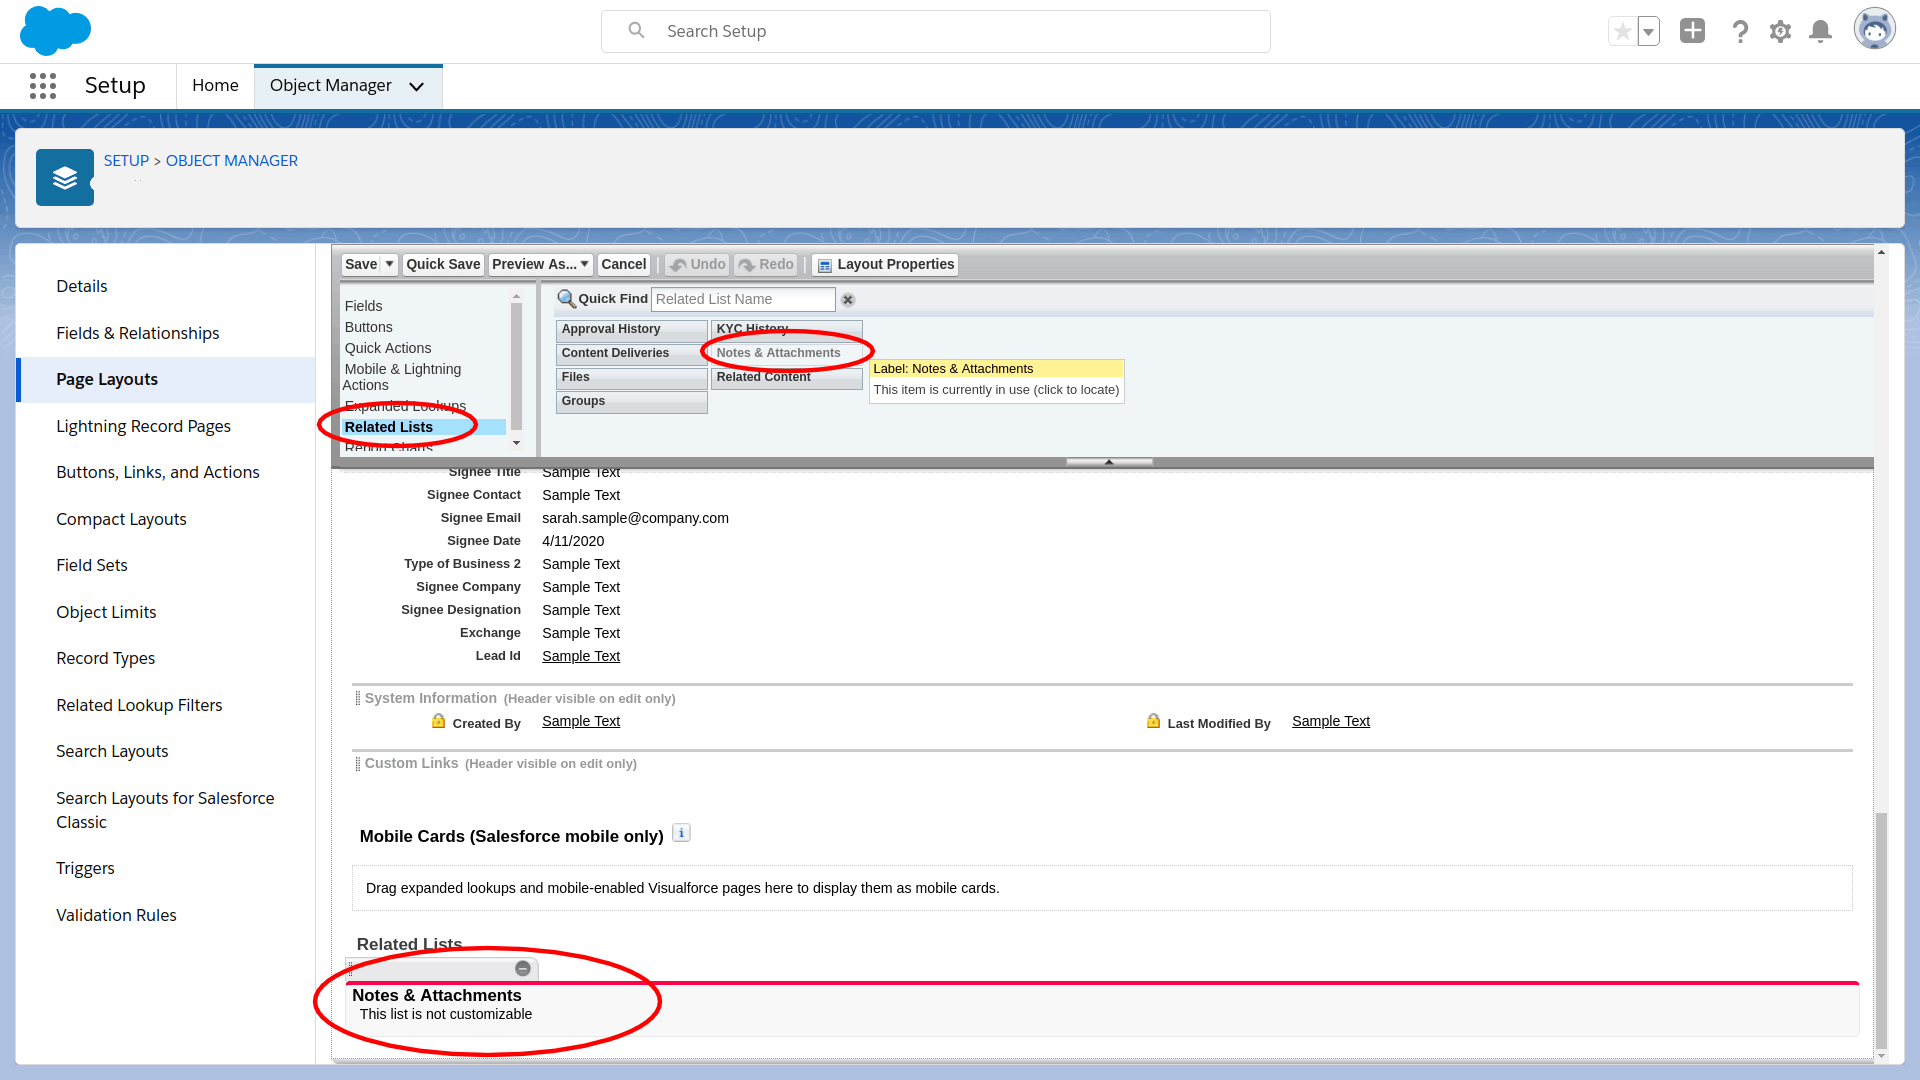 Search Setup
Setup
Home
Object Manager
SETUP > OBJECT MANAGER
Details
Fields & Relationships
Page Layouts
Lightning Record Pages
Buttons, Links, and Actions
Compact Layouts
Field Sets
Object Limits
Record Types
Related Lookup Filters
Search Layouts
Search Layouts for Salesforce
Classic
Triggers
Validation Rules
Save
Quick Save
Preview As...
Cancel
Undo
Redo
Layout Properties
Fields
Buttons
Quick Actions
Mobile & Lightning
Actions
Expanded Lookups
Related Lists
Report Charts
Quick Find
Related List Name
Approval History
KYC History
Content Deliveries
Notes & Attachments
Files
Related Content
Groups
Label: Notes & Attachments
This item is currently in use (click to locate)
Signee Title Sample Text
Signee Contact Sample Text
Signee Email sarah.sample@company.com
Signee Date 4/11/2020
Type of Business 2 Sample Text
Signee Company Sample Text
Signee Designation Sample Text
Exchange Sample Text
Lead Id Sample Text
System Information (Header visible on edit only)
Created By Sample Text
Last Modified By Sample Text
Custom Links (Header visible on edit only)
Mobile Cards (Salesforce mobile only) i
Drag expanded lookups and mobile-enabled Visualforce pages here to display them as mobile cards.
Related Lists
Notes & Attachments
This list is not customizable